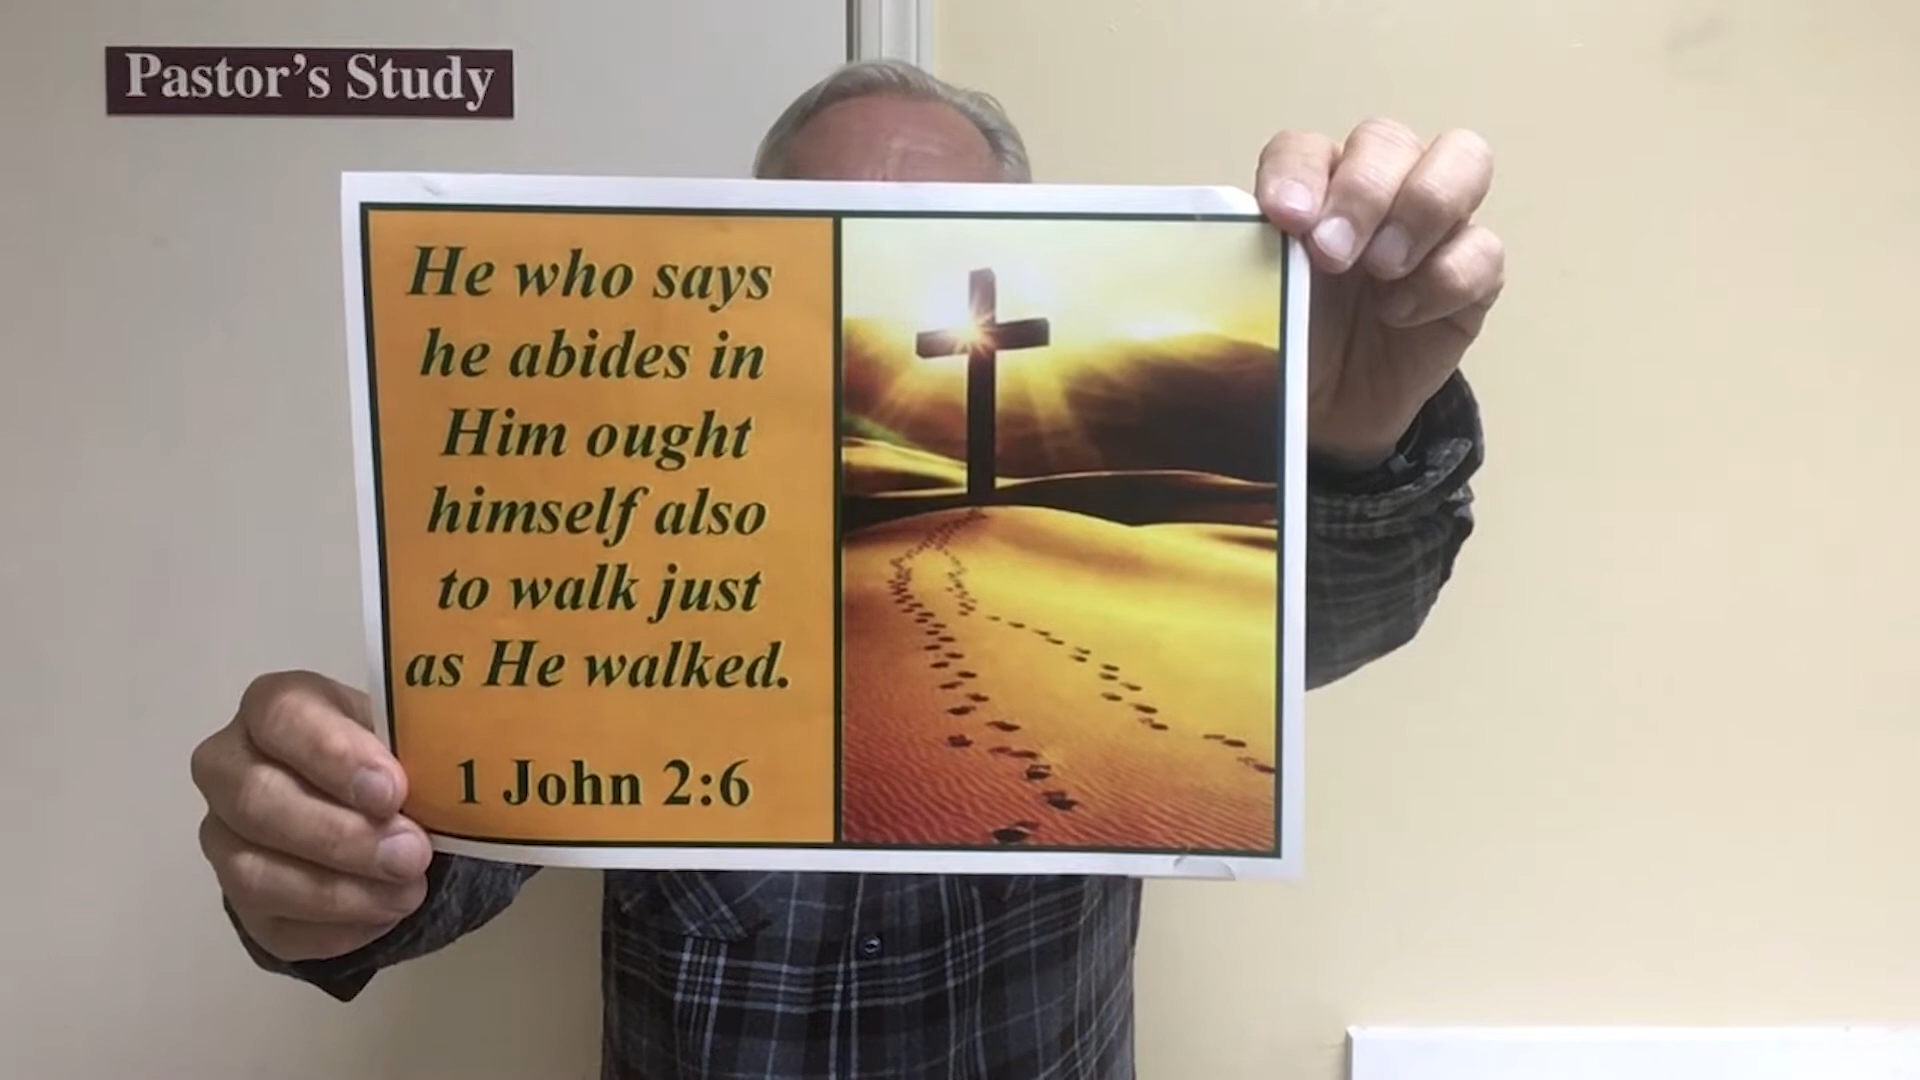 Pastor's Study
He who says
he abides in
Him ought
himself also
to walk just
as He walked.
1 John 2:6